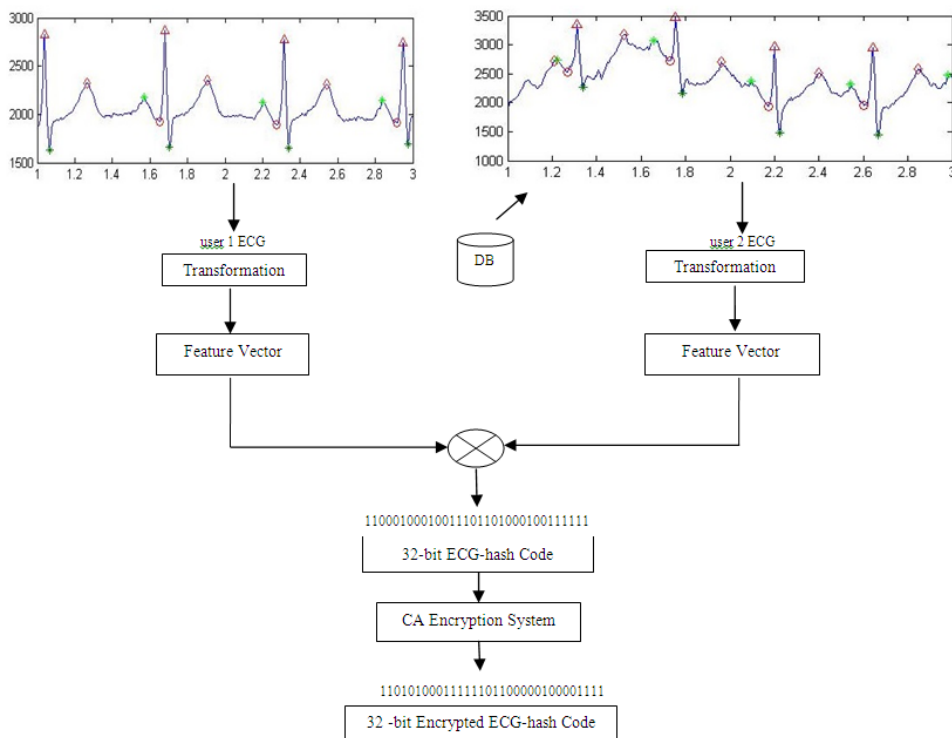 3000
2500
2000
1500
1 1.2 1.4 1.6 1.8 2 2.2 2.4 2.6 2.8 3
3500
3000
2500
2000
1500
1000
1 1.2 1.4 1.6 1.8 2 2.2 2.4 2.6 2.8 3
user 1 ECG
Transformation
Feature Vector
DB
user 2 ECG
Transformation
Feature Vector
11000100010011101101000100111111
32-bit ECG-hash Code
CA Encryption System
11010100011111101100000100001111
32 -bit Encrypted ECG-hash Code